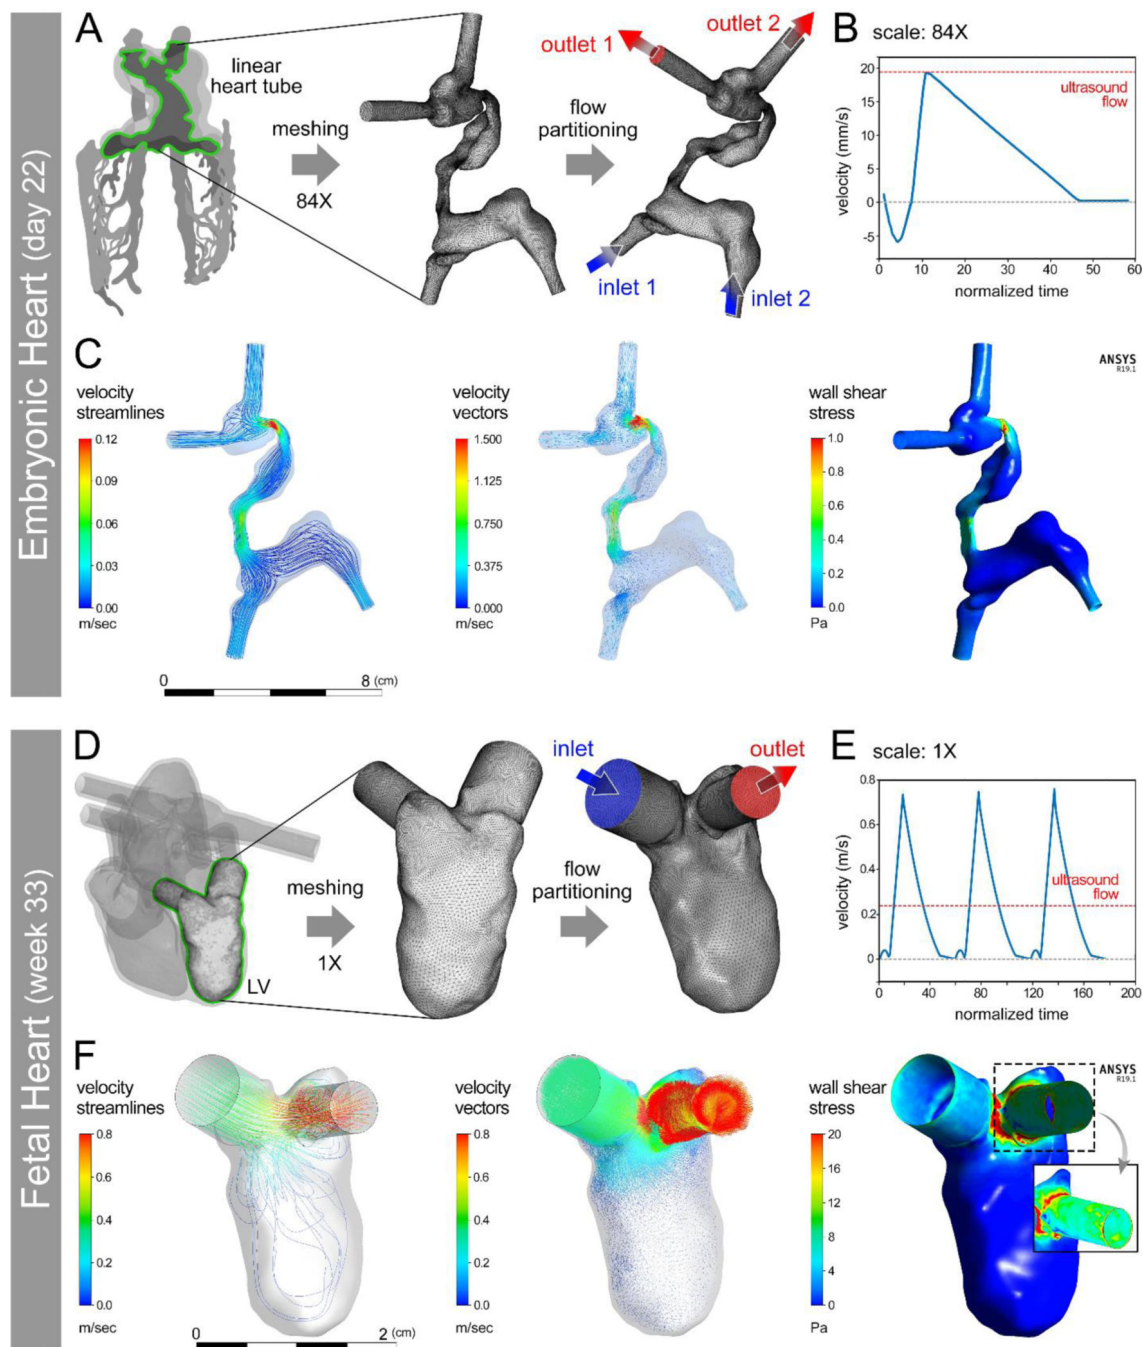 Embryonic Heart (day 22)
A
linear
heart tube
meshing
84X
flow
partitioning
outlet 1
outlet 2
inlet 1
inlet 2
B
scale: 84X
velocity (mm/s)
20
15
10
5
0
-5
ultrasound
flow
0 10 20 30 40 50 60
normalized time
C
velocity
streamlines
0.12
0.09
0.06
0.03
0.00
m/sec
velocity
vectors
1.500
1.125
0.750
0.375
0.000
m/sec
wall shear
stress
1.0
0.8
0.6
0.4
0.2
0.0
Pa
ANSYS
R19.1
0 8 (cm)
Fetal Heart (week 33)
D
LV
meshing
1X
flow
partitioning
inlet
outlet
E
scale: 1X
velocity (m/s)
0.8
0.6
0.4
0.2
0
ultrasound
flow
0 40 80 120 160 200
normalized time
F
velocity
streamlines
0.8
0.6
0.4
0.2
0.0
m/sec
velocity
vectors
0.8
0.6
0.4
0.2
0.0
m/sec
wall shear
stress
20
16
12
8
4
0
Pa
ANSYS
R19.1
0 2 (cm)